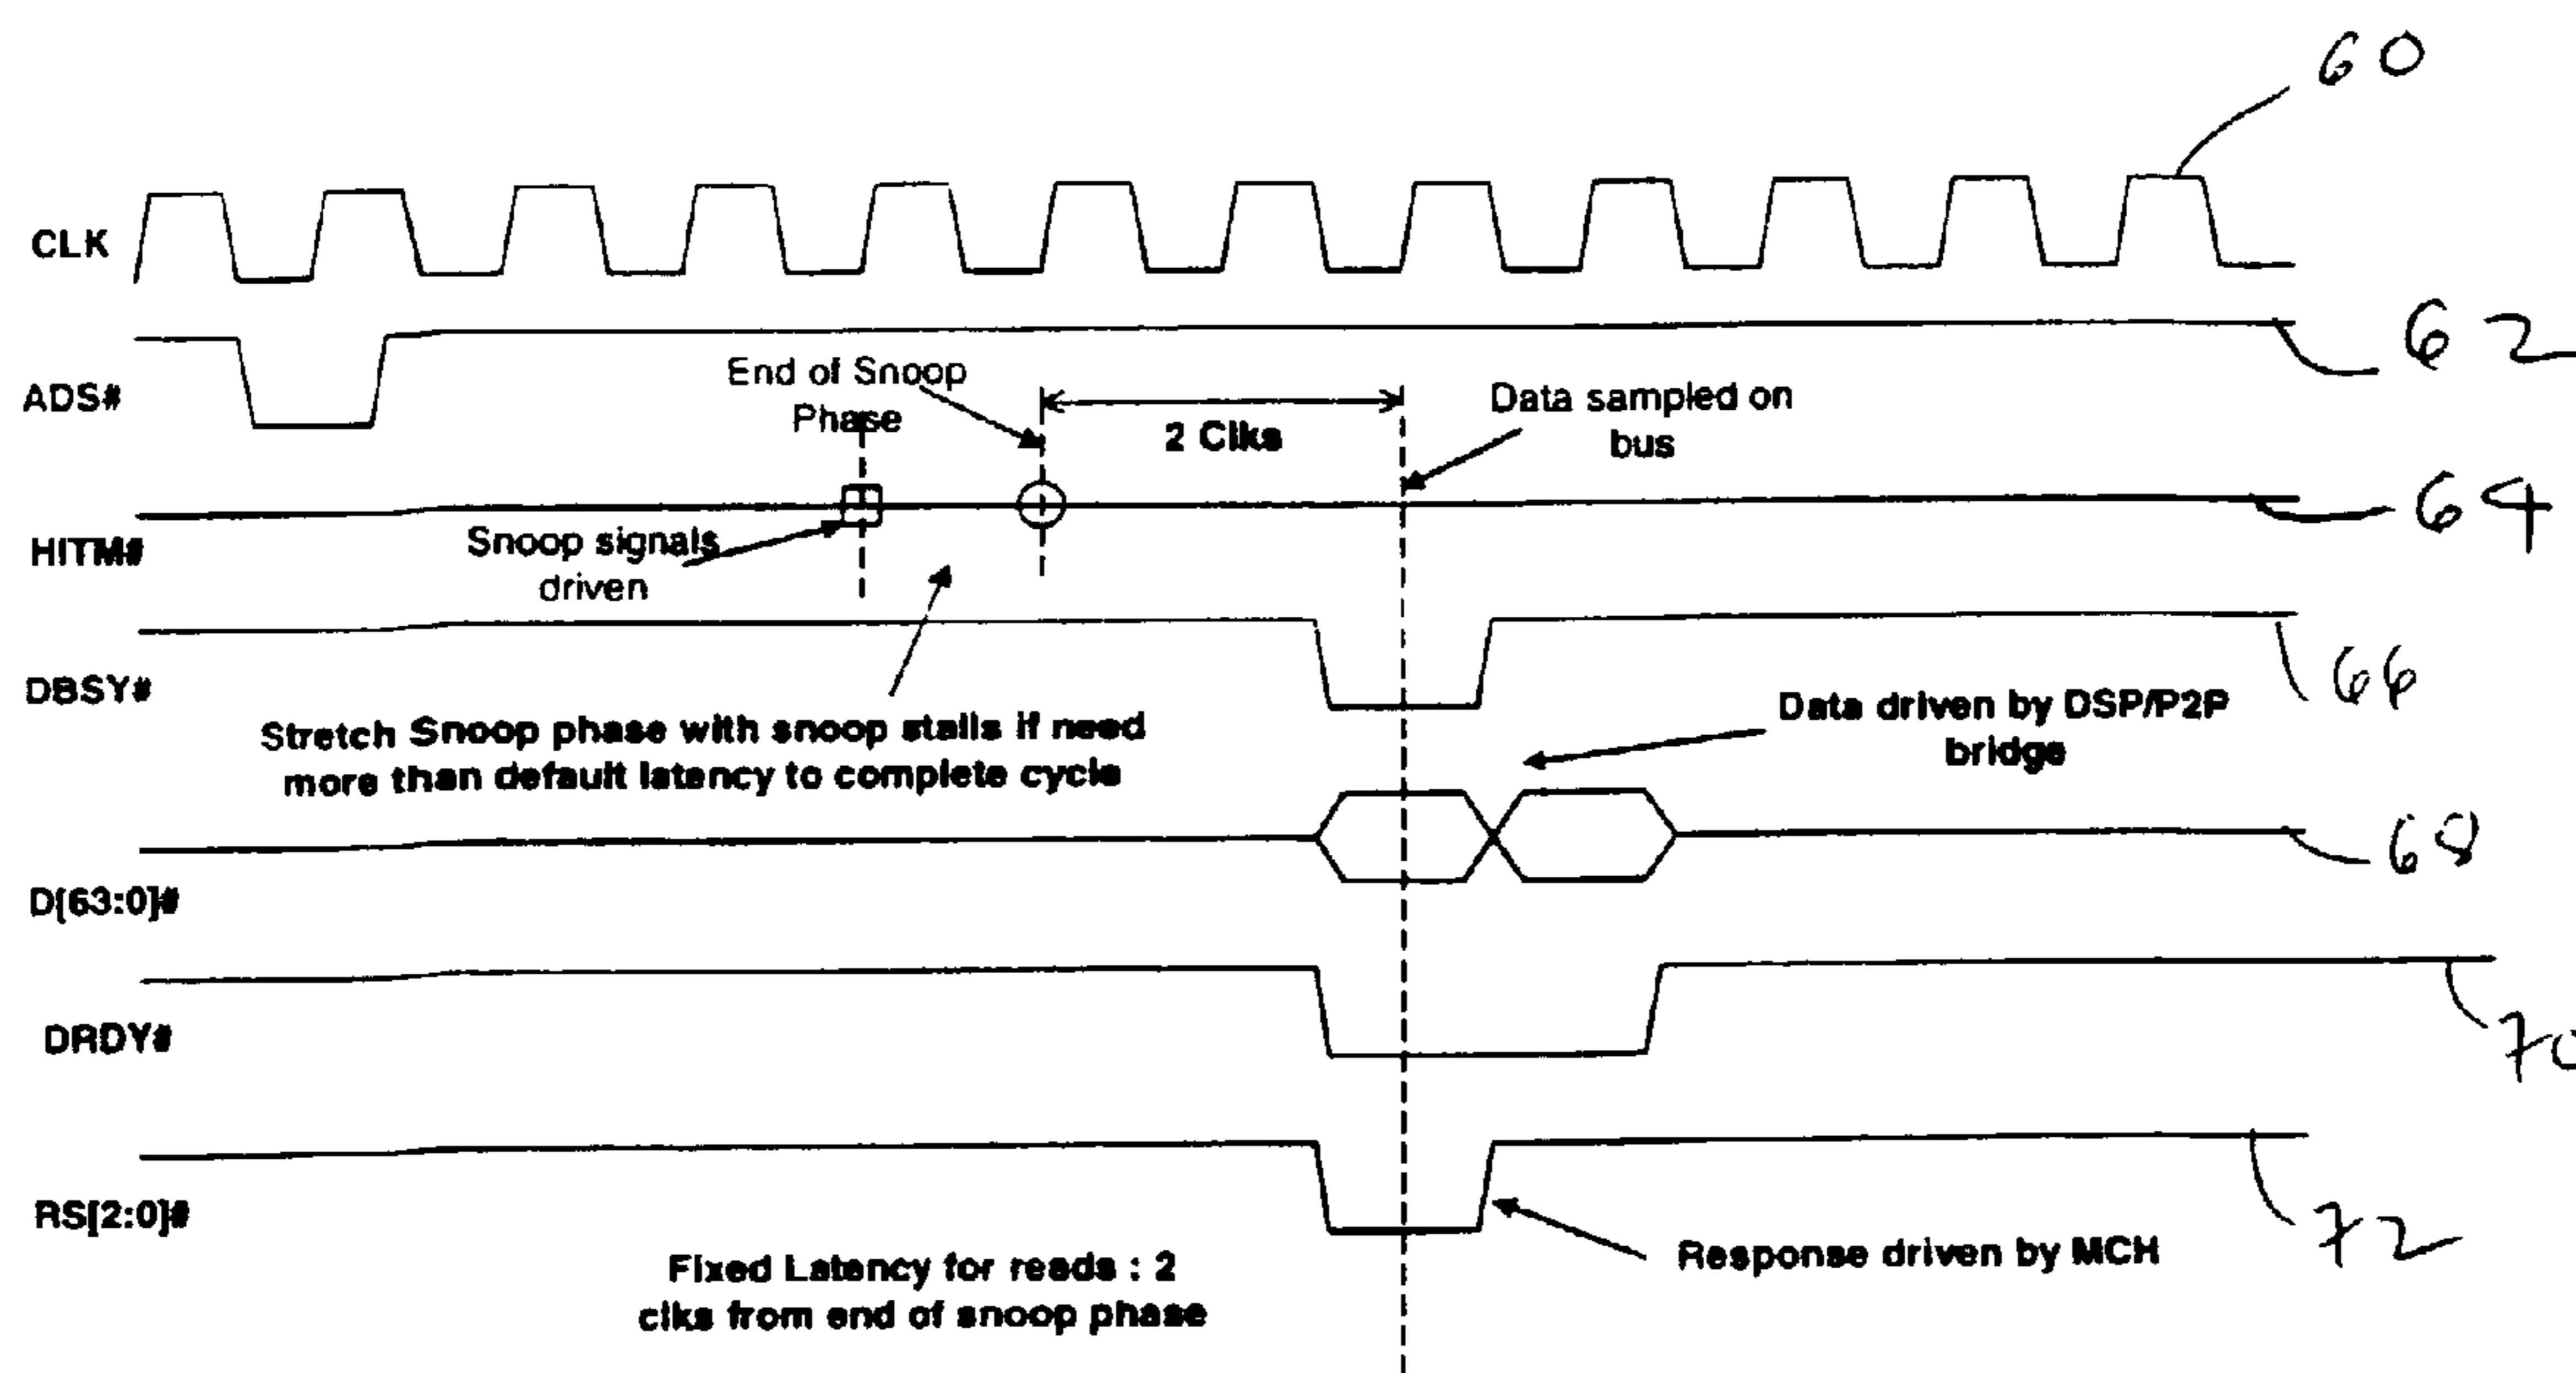 60
CLK
62
ADS#
End of Snoop
Phase
2 Clks
Data sampled on
bus
64
HITM#
Snoop signals
driven
66
DBSY#
Stretch Snoop phase with snoop stalls if need
more than default latency to complete cycle
Data driven by DSP/P2P
bridge
68
D[63:0]#
70
DRDY#
72
RS[2:0]#
Response driven by MCH
Fixed Latency for reads : 2
clks from end of snoop phase